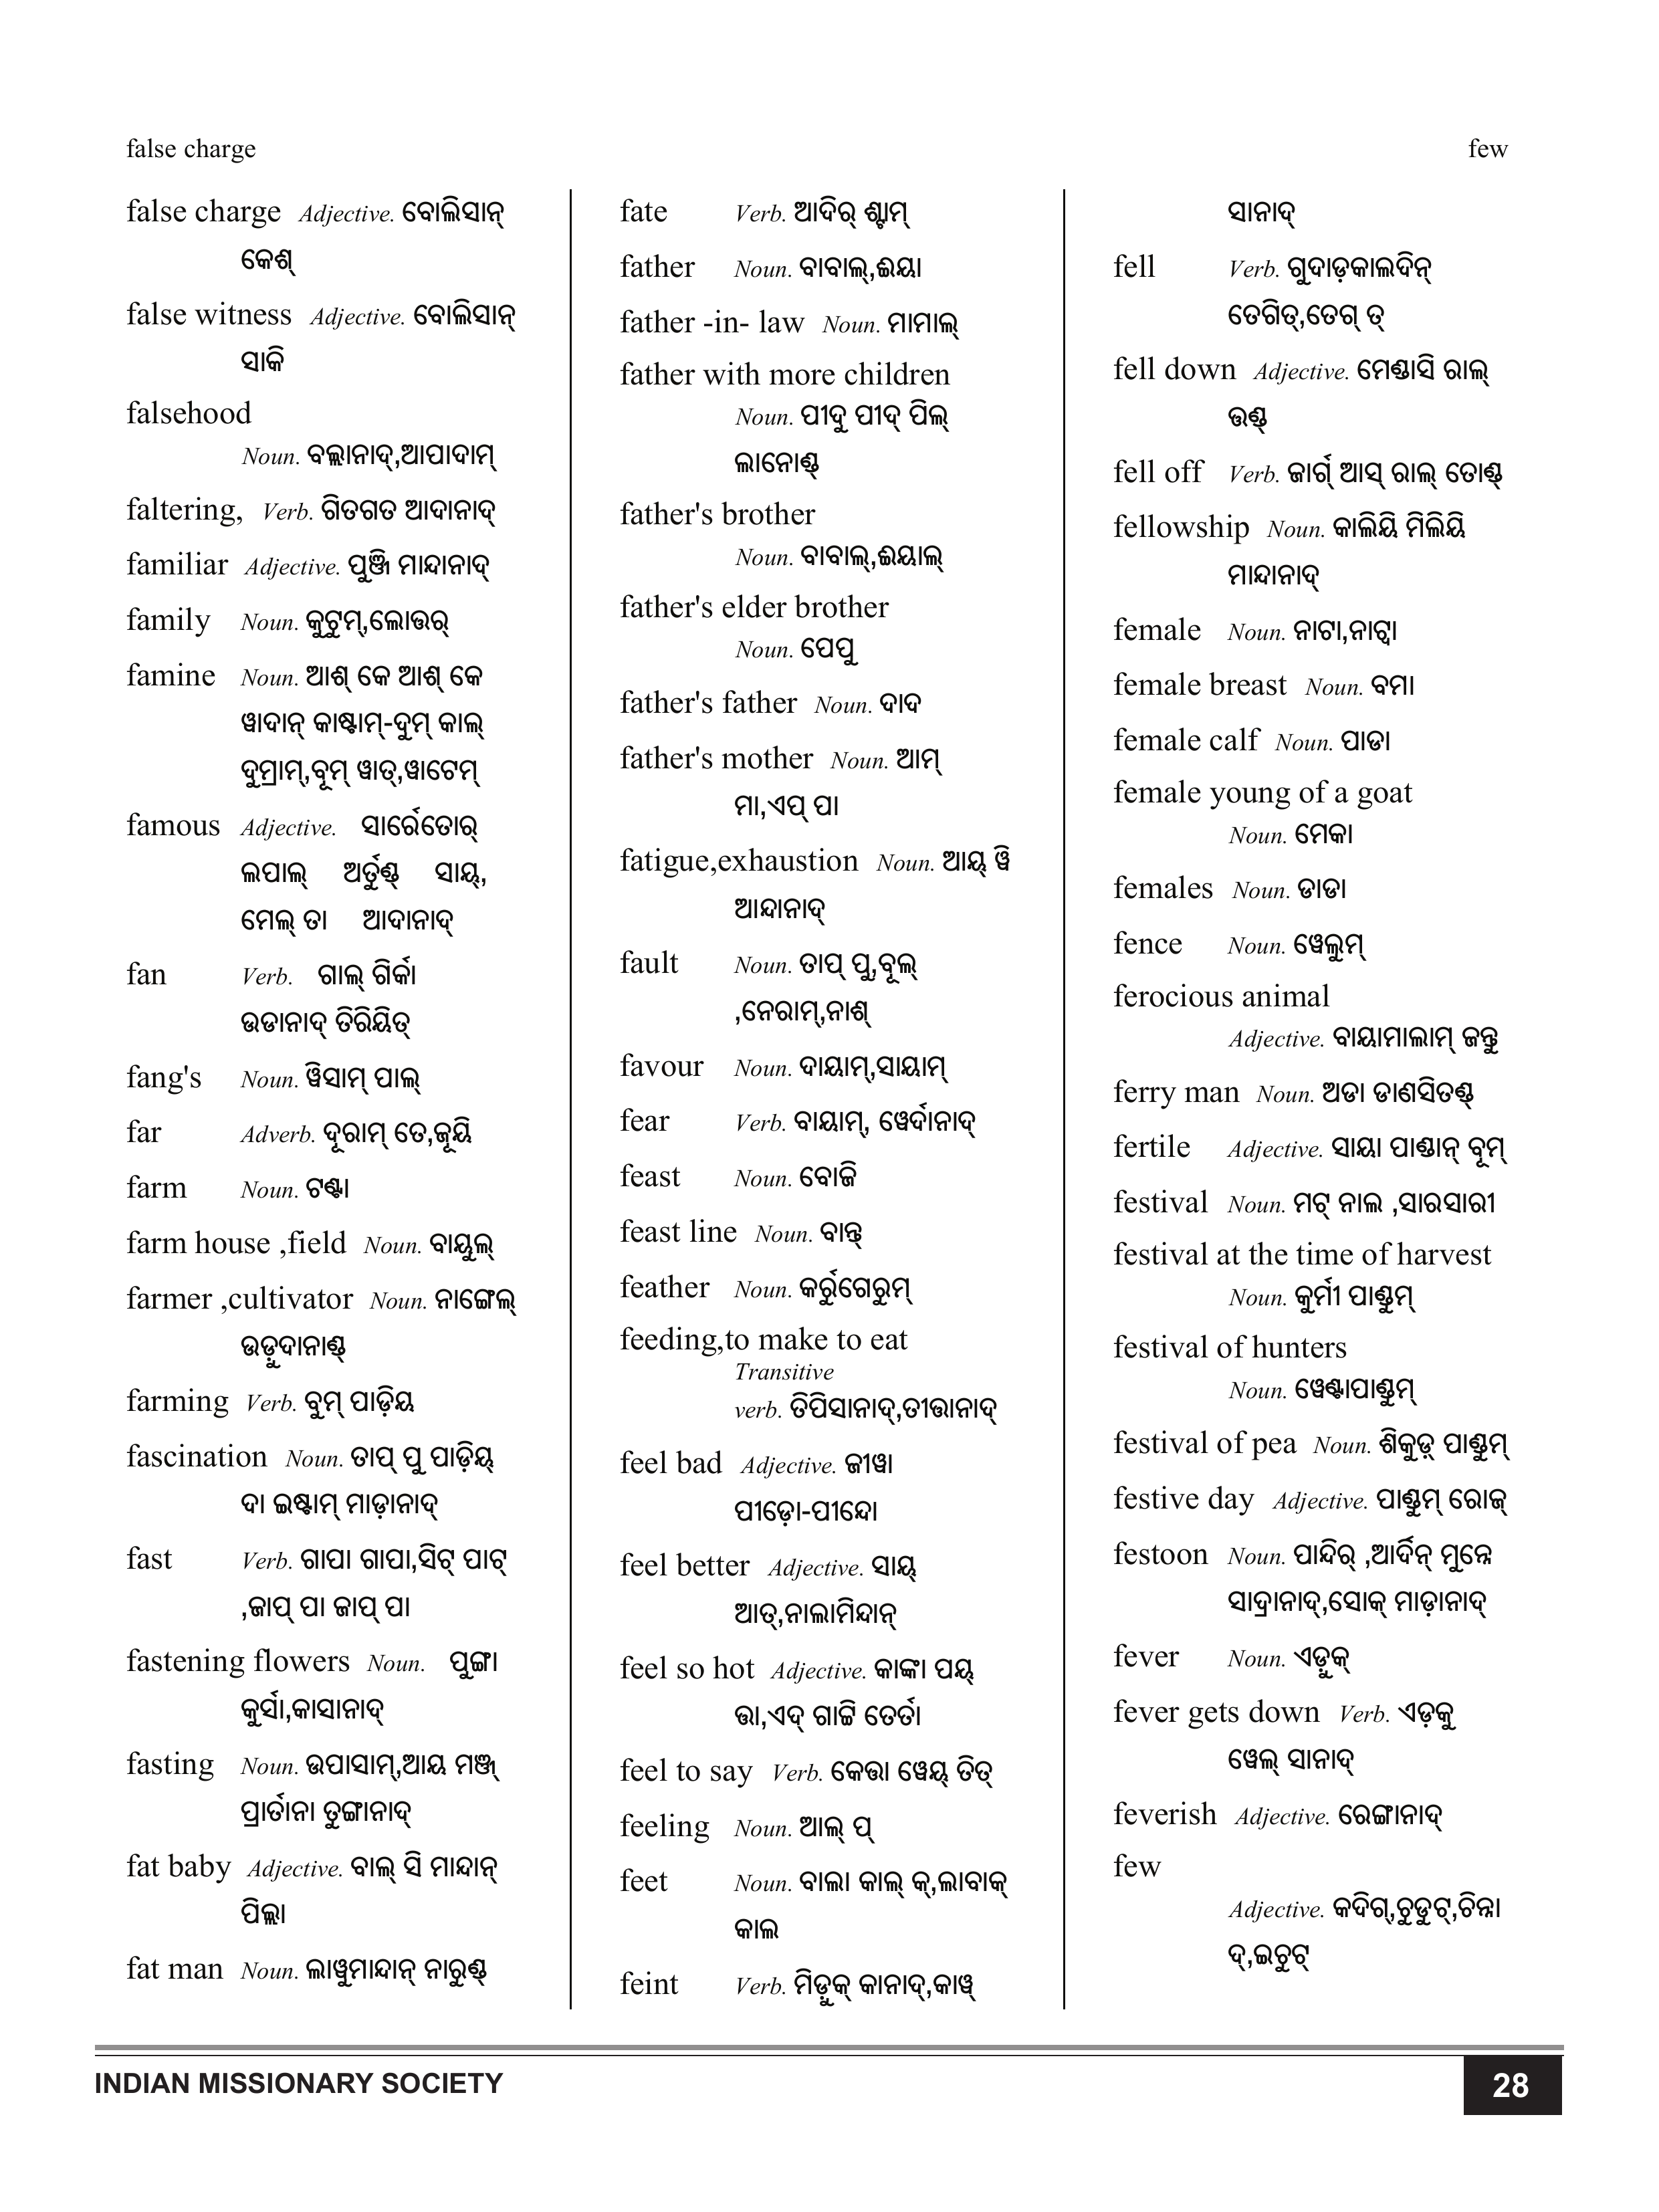 false charge
few
false charge Adjective. ବୋଲିସାନ୍
କେଶ୍
false witness Adjective. ବୋଲିସାନ୍
ସାକି
falsehood
Noun. ବଲ୍ଲାନାଦ୍,ଆପାଦାମ୍
faltering, Verb. ଗିତଗତ ଆଦାନାଦ୍
familiar Adjective. ପୁଞ୍ଜି ମାନ୍ଦାନାଦ୍
family Noun. କୁଟୁମ୍,ଲୋଉର୍
famine Noun. ଆଶ୍ କେ ଆଶ୍ କେ
ୱାଦାନ୍ କାଷ୍ଟାମ୍-ଦୁମ୍ କାଲ୍
ଦୁମ୍ରାମ୍,ବୂମ୍ ୱାତ୍,ୱାଟେମ୍
famous Adjective. ସାର୍ରେତୋର୍
ଲପାଲ୍ ଅର୍ତୁଣ୍ଡ୍ ସାୟ୍,
ମେଲ୍ ତା ଆଦାନାଦ୍
fan Verb. ଗାଲ୍ ଗିର୍କା
ଉଡାନାଦ୍ ତିରିୟିତ୍
fang's Noun. ୱିସାମ୍ ପାଲ୍
far Adverb. ଦୂରାମ୍ ତେ,ଜୂୟି
farm Noun. ଟଣ୍ଟା
farm house ,field Noun. ବାୟୁଲ୍
farmer ,cultivator Noun. ନାଙ୍ଗେଲ୍
ଉଡ଼ୁଦାନାଣ୍ଡ୍
farming Verb. ବୁମ୍ ପାଡ଼ିୟ
fascination Noun. ତାପ୍ ପୁ ପାଡ଼ିୟ୍
ଦା ଇଷ୍ଟାମ୍ ମାଡ଼ାନାଦ୍
fast Verb. ଗାପା ଗାପା,ସିଟ୍ ପାଟ୍
,ଜାପ୍ ପା ଜାପ୍ ପା
fastening flowers Noun. ପୁଙ୍ଗା
କୁର୍ସା,କାସାନାଦ୍
fasting Noun. ଉପାସାମ୍,ଆୟ ମଞ୍ଜ୍
ପ୍ରାର୍ତାନା ତୁଙ୍ଗାନାଦ୍
fat baby Adjective. ବାଲ୍ ସି ମାନ୍ଦାନ୍
ପିଲ୍ଲା
fat man Noun. ଲାୱୁମାନ୍ଦାନ୍ ନାରୁଣ୍ଡ୍
fate Verb. ଆଦିର୍ ଶ୍ଟାମ୍
father Noun. ବାବାଲ୍,ଈୟା
father -in- law Noun. ମାମାଲ୍
father with more children
Noun. ପୀଦୁ ପୀଦ୍ ପିଲ୍
ଲାନୋଣ୍ଡ୍
father's brother
Noun. ବାବାଲ୍,ଈୟାଲ୍
father's elder brother
Noun. ପେପୁ
father's father Noun. ଦାଦ
father's mother Noun. ଆମ୍
ମା,ଏପ୍ ପା
fatigue,exhaustion Noun. ଆୟ୍ ୱି
ଆନ୍ଦାନାଦ୍
fault Noun. ତାପ୍ ପୁ,ବୂଲ୍
,ନେରାମ୍,ନାଶ୍
favour Noun. ଦାୟାମ୍,ସାୟାମ୍
fear Verb. ବାୟାମ୍, ୱେର୍ଦାନାଦ୍
feast Noun. ବୋଜି
feast line Noun. ବାନ୍ତ୍
feather Noun. କର୍ରୁଗେରୁମ୍
feeding,to make to eat
Transitive
verb. ତିପିସାନାଦ୍,ତୀତ୍ତାନାଦ୍
feel bad Adjective. ଜୀୱା
ପୀଡ଼ୋ-ପୀନ୍ଦୋ
feel better Adjective. ସାୟ୍
ଆତ୍,ନାଲାମିନ୍ଦାନ୍
feel so hot Adjective. କାଙ୍କା ପୟ୍
ତ୍ତା,ଏଦ୍ ଗାଟ୍ଟି ତେର୍ତା
feel to say Verb. କେତ୍ତା ୱେୟ୍ ତିତ୍
feeling Noun. ଆଲ୍ ପ୍
feet Noun. ବାଲା କାଲ୍ କ୍,ଲାବାକ୍
କାଲ
feint Verb. ମିଡ଼ୁକ୍ କାନାଦ୍,କାୱ୍
ସାନାଦ୍
fell Verb. ଗୁଦାଡ଼କାଲଦିନ୍
ତେଗିତ୍,ତେଗ୍ ତ୍
fell down Adjective. ମେଣ୍ଡାସି ରାଲ୍
ଉଣ୍ଡ୍
fell off Verb. ଜାର୍ଗ୍ ଆସ୍ ରାଲ୍ ତୋଣ୍ଡ୍
fellowship Noun. କାଲିୟି ମିଲିୟି
ମାନ୍ଦାନାଦ୍
female Noun. ନାଟା,ନାଟ୍ୱା
female breast Noun. ବମା
female calf Noun. ପାଡା
female young of a goat
Noun. ମେକା
females Noun. ଡାଡା
fence Noun. ୱେଲୁମ୍
ferocious animal
Adjective. ବାୟାମାଲାମ୍ ଜନ୍ତୁ
ferry man Noun. ଅଡା ଡାଣସିତଣ୍ଡ୍
fertile Adjective. ସାୟା ପାଣ୍ଡାନ୍ ବୂମ୍
festival Noun. ମଟ୍ ନାଲ ,ସାରସାରୀ
festival at the time of harvest
Noun. କୁର୍ମୀ ପାଣ୍ଡୁମ୍
festival of hunters
Noun. ୱେଣ୍ଟାପାଣ୍ଡୁମ୍
festival of pea Noun. ଶିକୁଡ଼୍ ପାଣ୍ଡୁମ୍
festive day Adjective. ପାଣ୍ଡୁମ୍ ରୋଜ୍
festoon Noun. ପାନ୍ଦିର୍ ,ଆର୍ଦିନ୍ ମୁନ୍ନେ
ସାଦ୍ରାନାଦ୍,ସୋକ୍ ମାଡ଼ାନାଦ୍
fever Noun. ଏଡ଼ୁକ୍
fever gets down Verb. ଏଡ଼କୁ
ୱେଲ୍ ସାନାଦ୍
feverish Adjective. ରେଙ୍ଗାନାଦ୍
few
Adjective. କଦିଗ୍,ଚୁଡୁଟ୍,ଚିନ୍ନା
ଦ୍,ଇଚୁଟ୍
INDIAN MISSIONARY SOCIETY
28